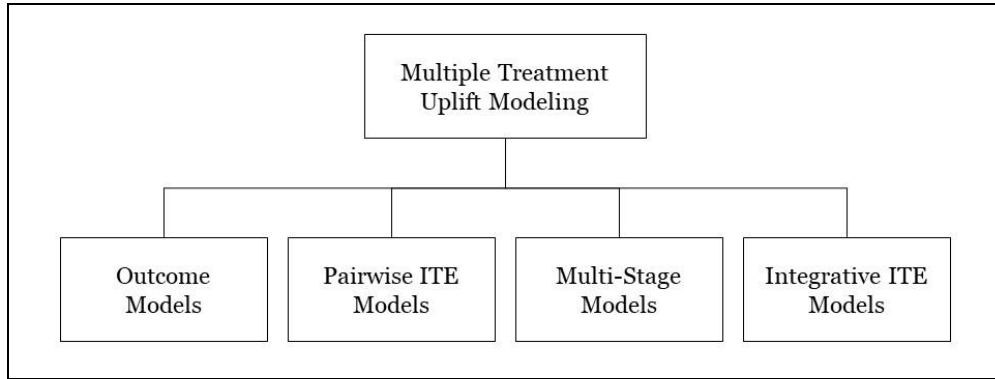 Multiple Treatment
Uplift Modeling
Outcome
Models
Pairwise ITE
Models
Multi-Stage
Models
Integrative ITE
Models